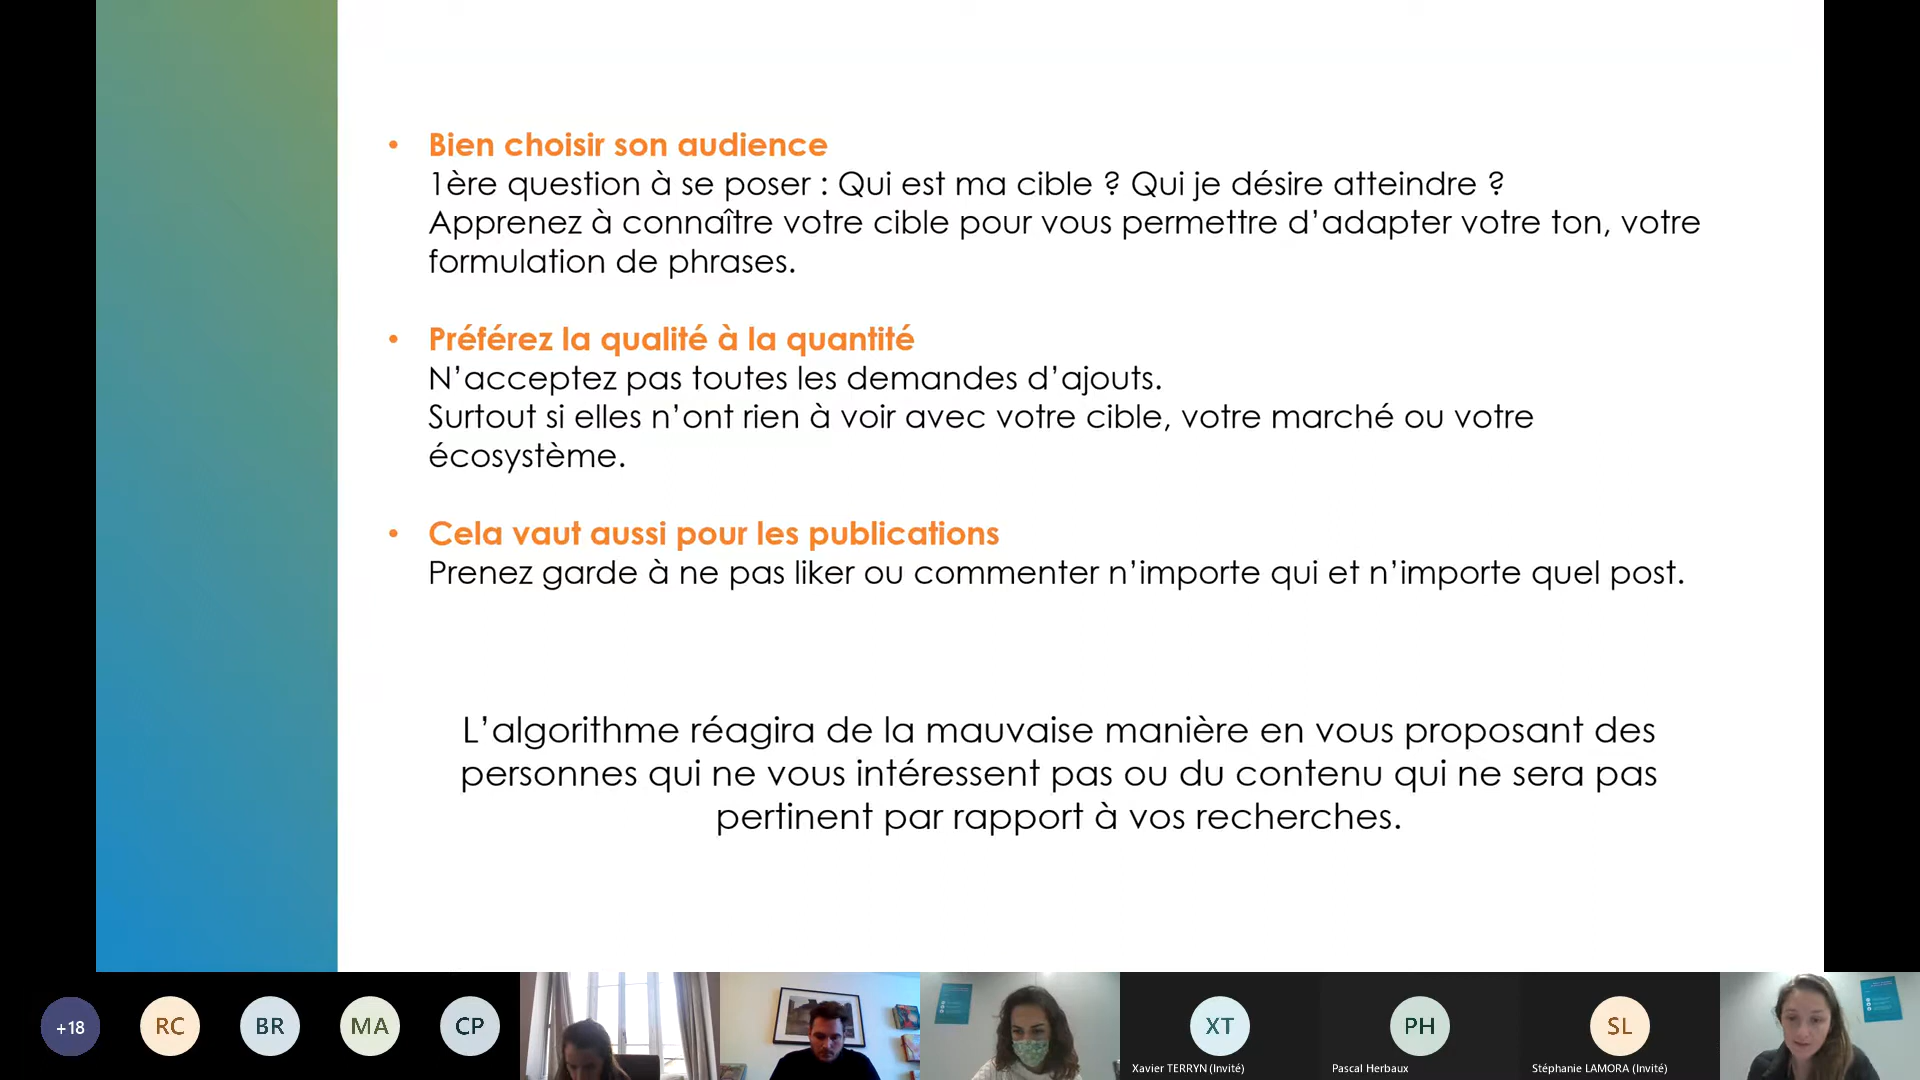 • Bien choisir son audience
1ère question à se poser : Qui est ma cible ? Qui je désire atteindre ?
Apprenez à connaître votre cible pour vous permettre d’adapter votre ton, votre
formulation de phrases.
• Préférez la qualité à la quantité
N’acceptez pas toutes les demandes d’ajouts.
Surtout si elles n’ont rien à voir avec votre cible, votre marché ou votre
écosystème.
• Cela vaut aussi pour les publications
Prenez garde à ne pas liker ou commenter n’importe qui et n’importe quel post.
L’algorithme réagira de la mauvaise manière en vous proposant des
personnes qui ne vous intéressent pas ou du contenu qui ne sera pas
pertinent par rapport à vos recherches.
+18
RC
BR
MA
CP
XT
Xavier TERRYN (Invité)
PH
Pascal Herbaux
SL
Stéphanie LAMORA (Invité)